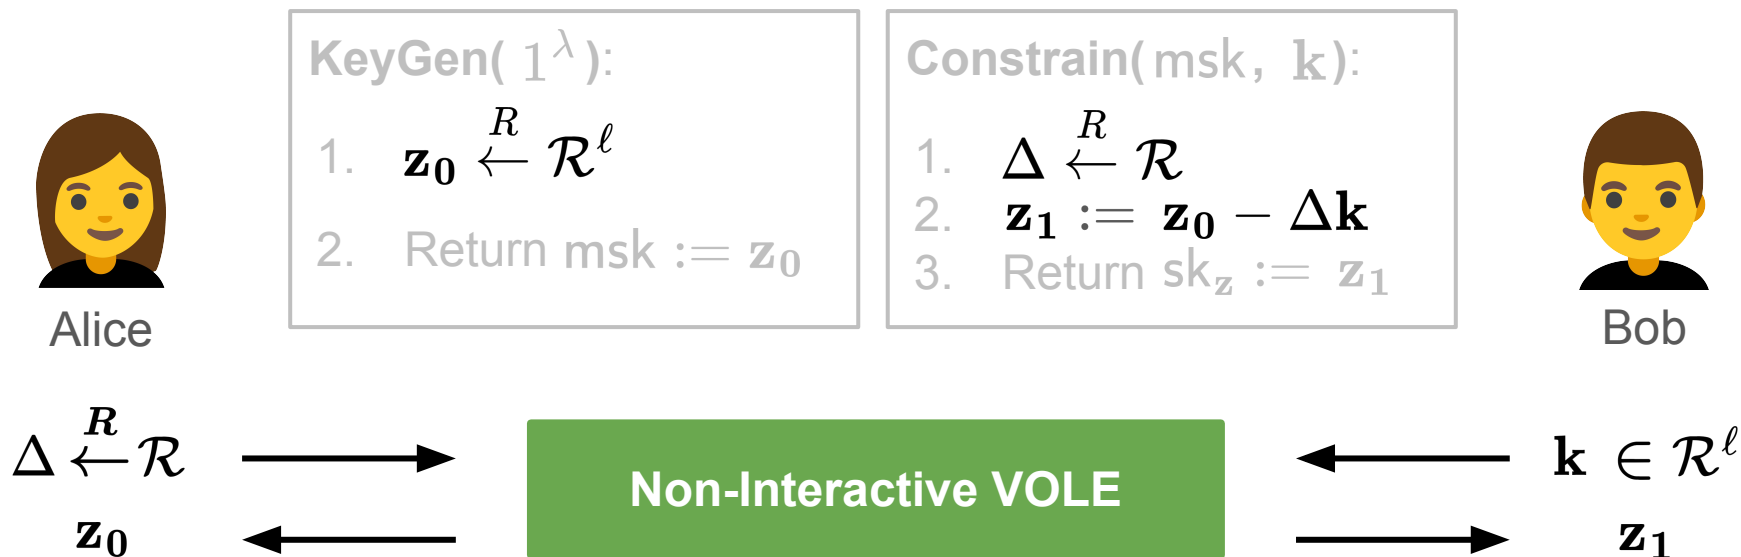 KeyGen( 1^λ ):
1. z₀ ←ᴿ ℛ^ℓ
2. Return msk := z₀
Constrain(msk, k):
1. Δ ←ᴿ ℛ
2. z₁ := z₀ − Δk
3. Return sk_z := z₁
Alice
Bob
Δ ←ᴿ ℛ
Non-Interactive VOLE
k ∈ ℛ^ℓ
z₀
z₁